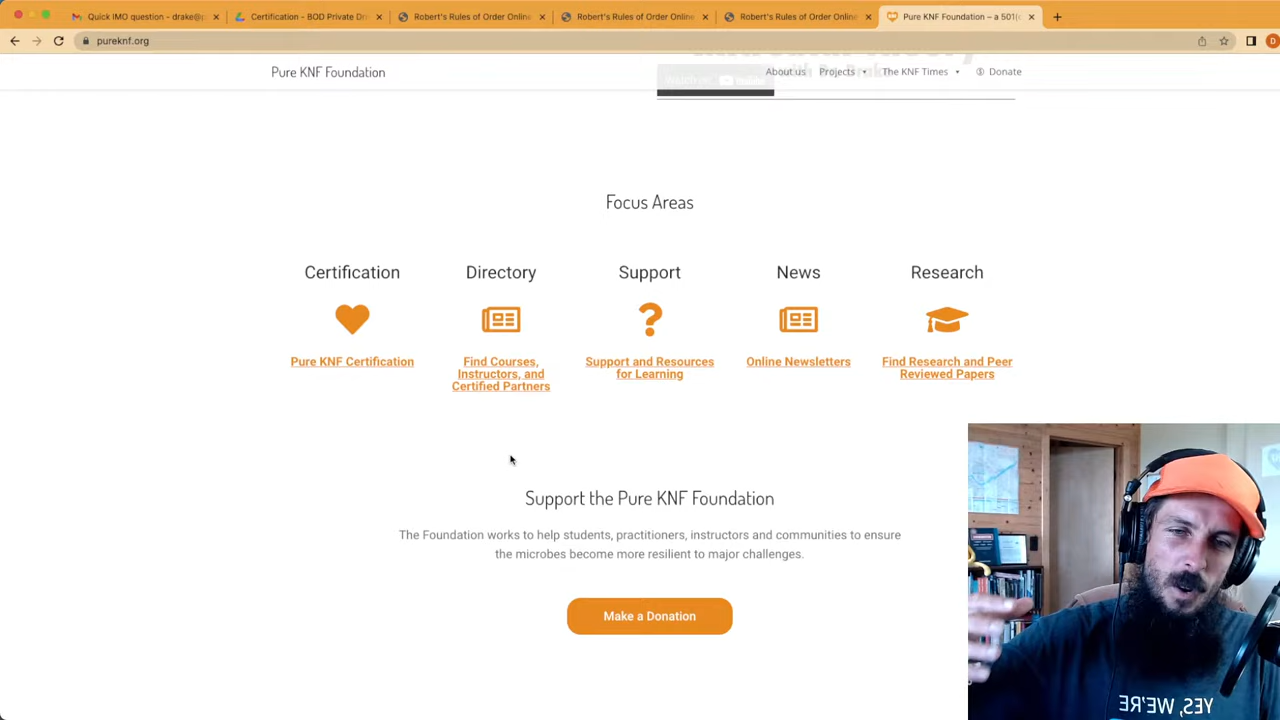 Quick IMO question - drake@p
Certification - BOD Private Dr
Robert's Rules of Order Online
Robert's Rules of Order Online
Robert's Rules of Order Online
Pure KNF Foundation – a 501(
pureknf.org
D
Pure KNF Foundation
About us
Projects
The KNF Times
Donate
Focus Areas
Certification
Directory
Support
News
Research
Pure KNF Certification
Find Courses,
Instructors, and
Certified Partners
Support and Resources
for Learning
Online Newsletters
Find Research and Peer
Reviewed Papers
Support the Pure KNF Foundation
The Foundation works to help students, practitioners, instructors and communities to ensure
the microbes become more resilient to major challenges.
Make a Donation
YES, WE'RE